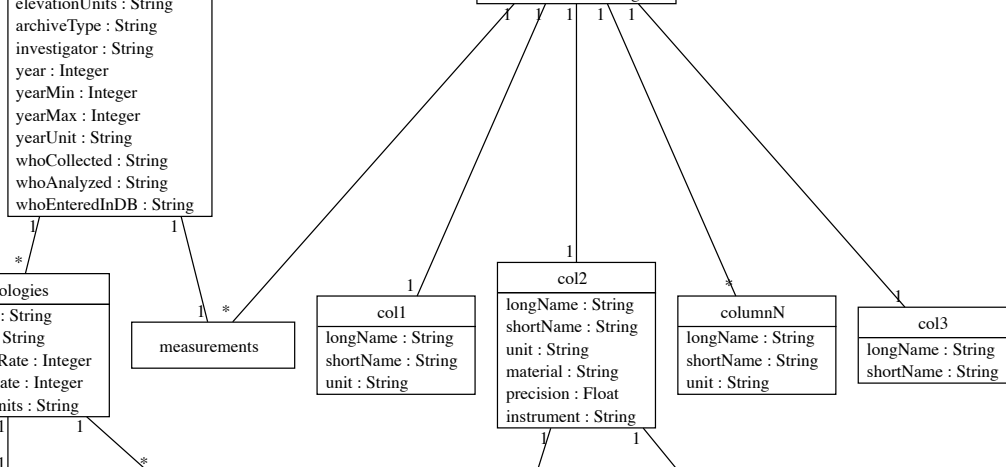 elevationUnits : String
archiveType : String
investigator : String
year : Integer
yearMin : Integer
yearMax : Integer
yearUnit : String
whoCollected : String
whoAnalyzed : String
whoEnteredInDB : String
1 1 1 1 1
1 1
*
1 *
1
1
*
1
ologies
: String
String
Rate : Integer
ate : Integer
nits : String
1 1
1 *
measurements
col1
longName : String
shortName : String
unit : String
col2
longName : String
shortName : String
unit : String
material : String
precision : Float
instrument : String
1 1
columnN
longName : String
shortName : String
unit : String
col3
longName : String
shortName : String